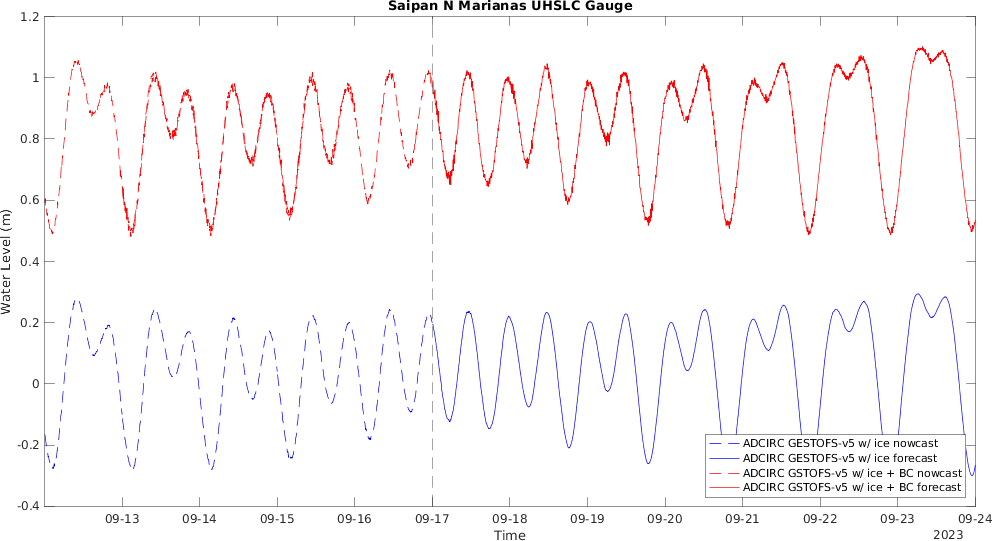 Saipan N Marianas UHSLC Gauge
1.2
1
0.8
0.6
0.4
0.2
0
-0.2
-0.4
Water Level (m)
ADCIRC GESTOFS-v5 w/ ice nowcast
ADCIRC GESTOFS-v5 w/ ice forecast
ADCIRC GSTOFS-v5 w/ ice + BC nowcast
ADCIRC GSTOFS-v5 w/ ice + BC forecast
09-13 09-14 09-15 09-16 09-17 09-18 09-19 09-20 09-21 09-22 09-23 09-24
Time
2023